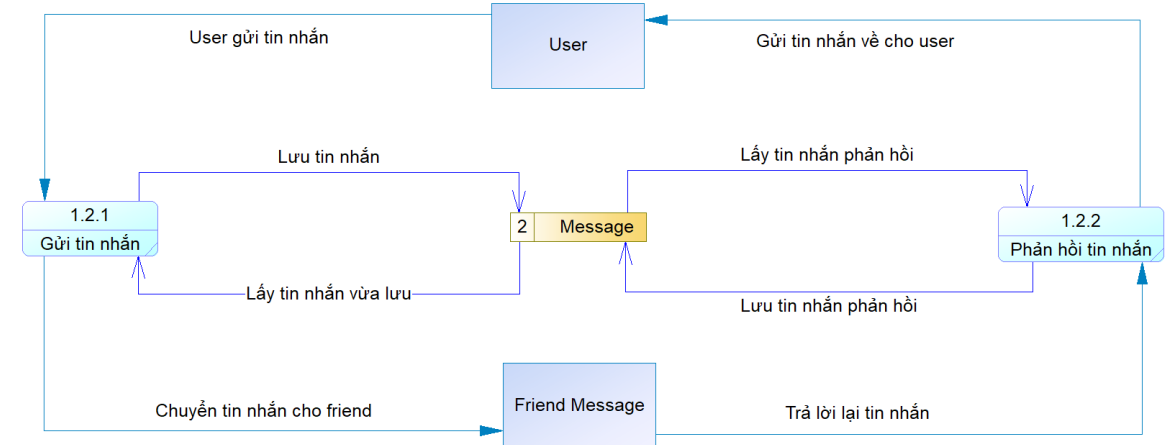 User gửi tin nhắn
User
Gửi tin nhắn về cho user
Lưu tin nhắn
Lấy tin nhắn phản hồi
1.2.1
Gửi tin nhắn
2 Message
1.2.2
Phản hồi tin nhắn
Lấy tin nhắn vừa lưu
Lưu tin nhắn phản hồi
Chuyển tin nhắn cho friend
Friend Message
Trả lời lại tin nhắn